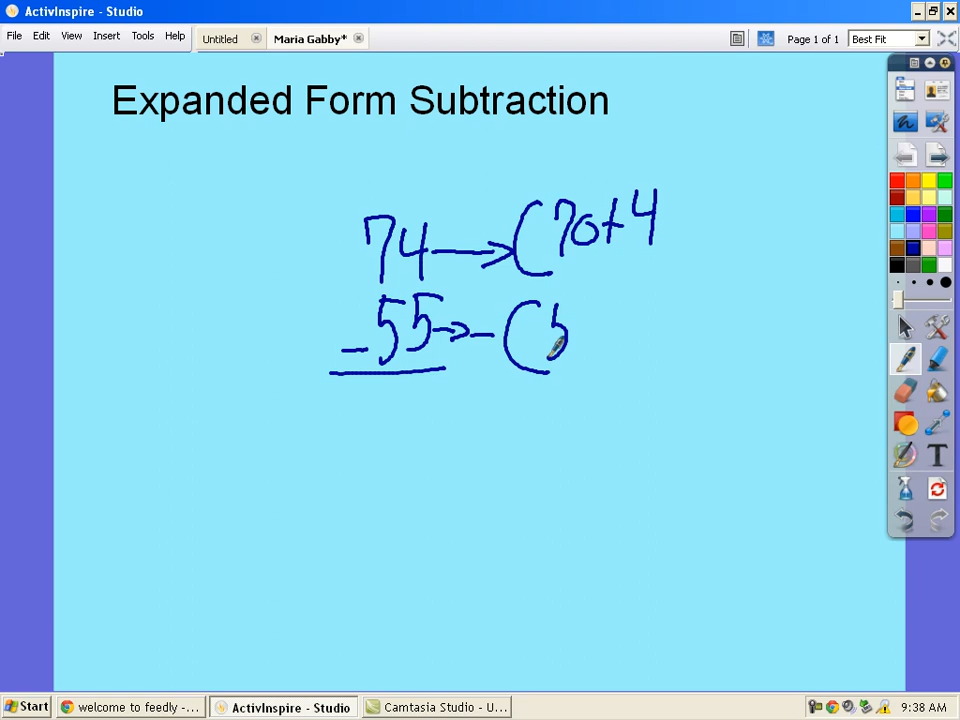 ActivInspire - Studio
File Edit View Insert Tools Help Untitled Maria Gabby* Page 1 of 1 Best Fit
Expanded Form Subtraction
74 → (70+4
- 55 → - (5
T
Start welcome to feedly -... ActivInspire - Studio Camtasia Studio - U... 9:38 AM